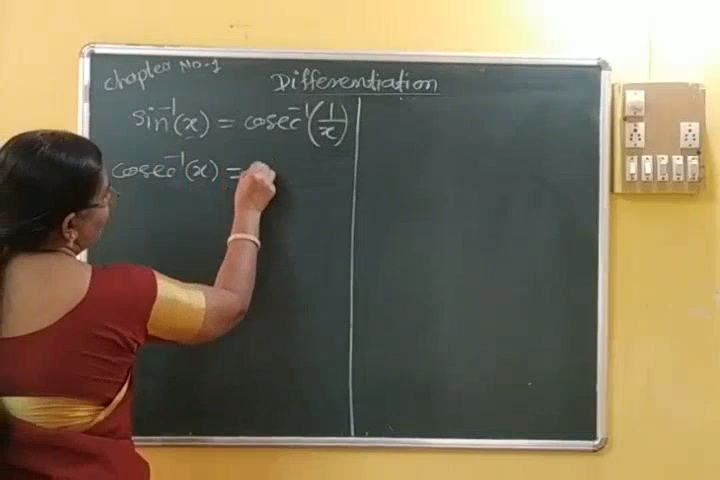 Chapter No-1
Differentiation
sin⁻¹(x) = cosec⁻¹(1/x)
cosec⁻¹(x) =